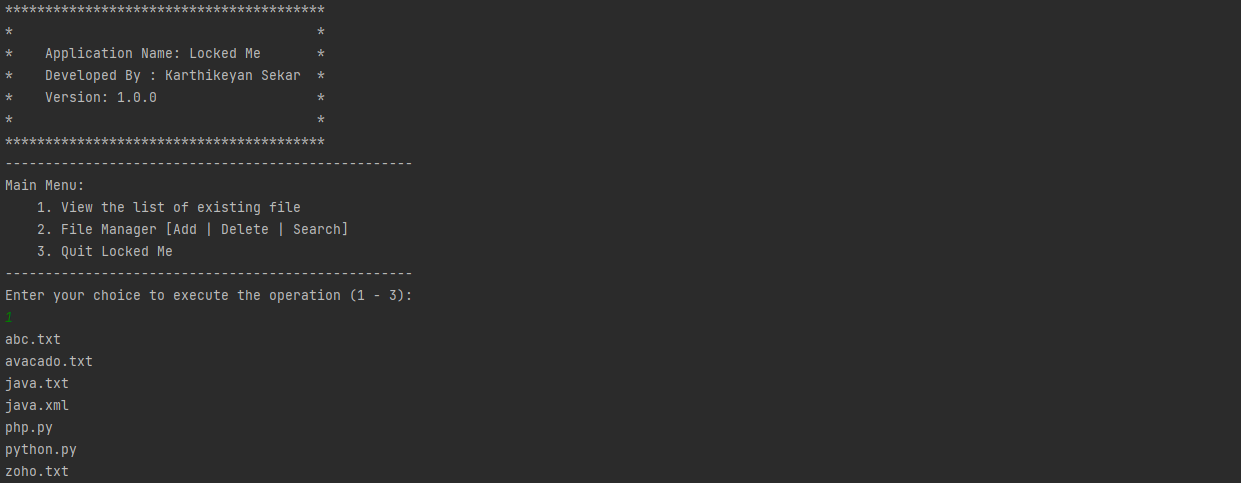 ****************************************
*                                      *
*    Application Name: Locked Me       *
*    Developed By : Karthikeyan Sekar  *
*    Version: 1.0.0                    *
*                                      *
****************************************
---------------------------------------------------
Main Menu:
    1. View the list of existing file
    2. File Manager [Add | Delete | Search]
    3. Quit Locked Me
---------------------------------------------------
Enter your choice to execute the operation (1 - 3):
1
abc.txt
avacado.txt
java.txt
java.xml
php.py
python.py
zoho.txt